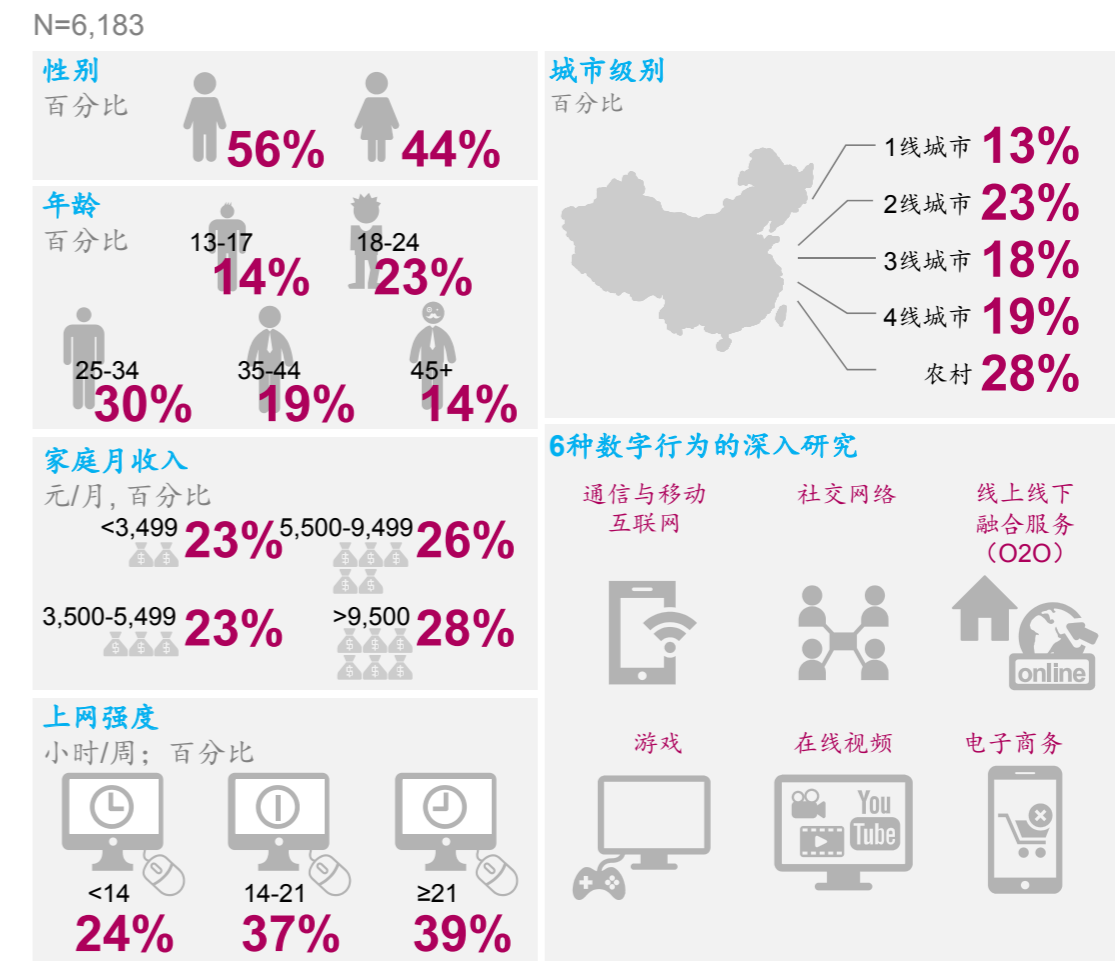 N=6,183
性别
百分比
56%
44%
年龄
百分比
13-17
14%
18-24
23%
25-34
30%
35-44
19%
45+
14%
家庭月收入
元/月, 百分比
<3,499
23%
5,500-9,499
26%
3,500-5,499
23%
>9,500
28%
上网强度
小时/周；百分比
<14
24%
14-21
37%
≥21
39%
城市级别
百分比
1线城市 13%
2线城市 23%
3线城市 18%
4线城市 19%
农村 28%
6种数字行为的深入研究
通信与移动
互联网
社交网络
线上线下
融合服务
（O2O）
online
游戏
在线视频
You
Tube
电子商务